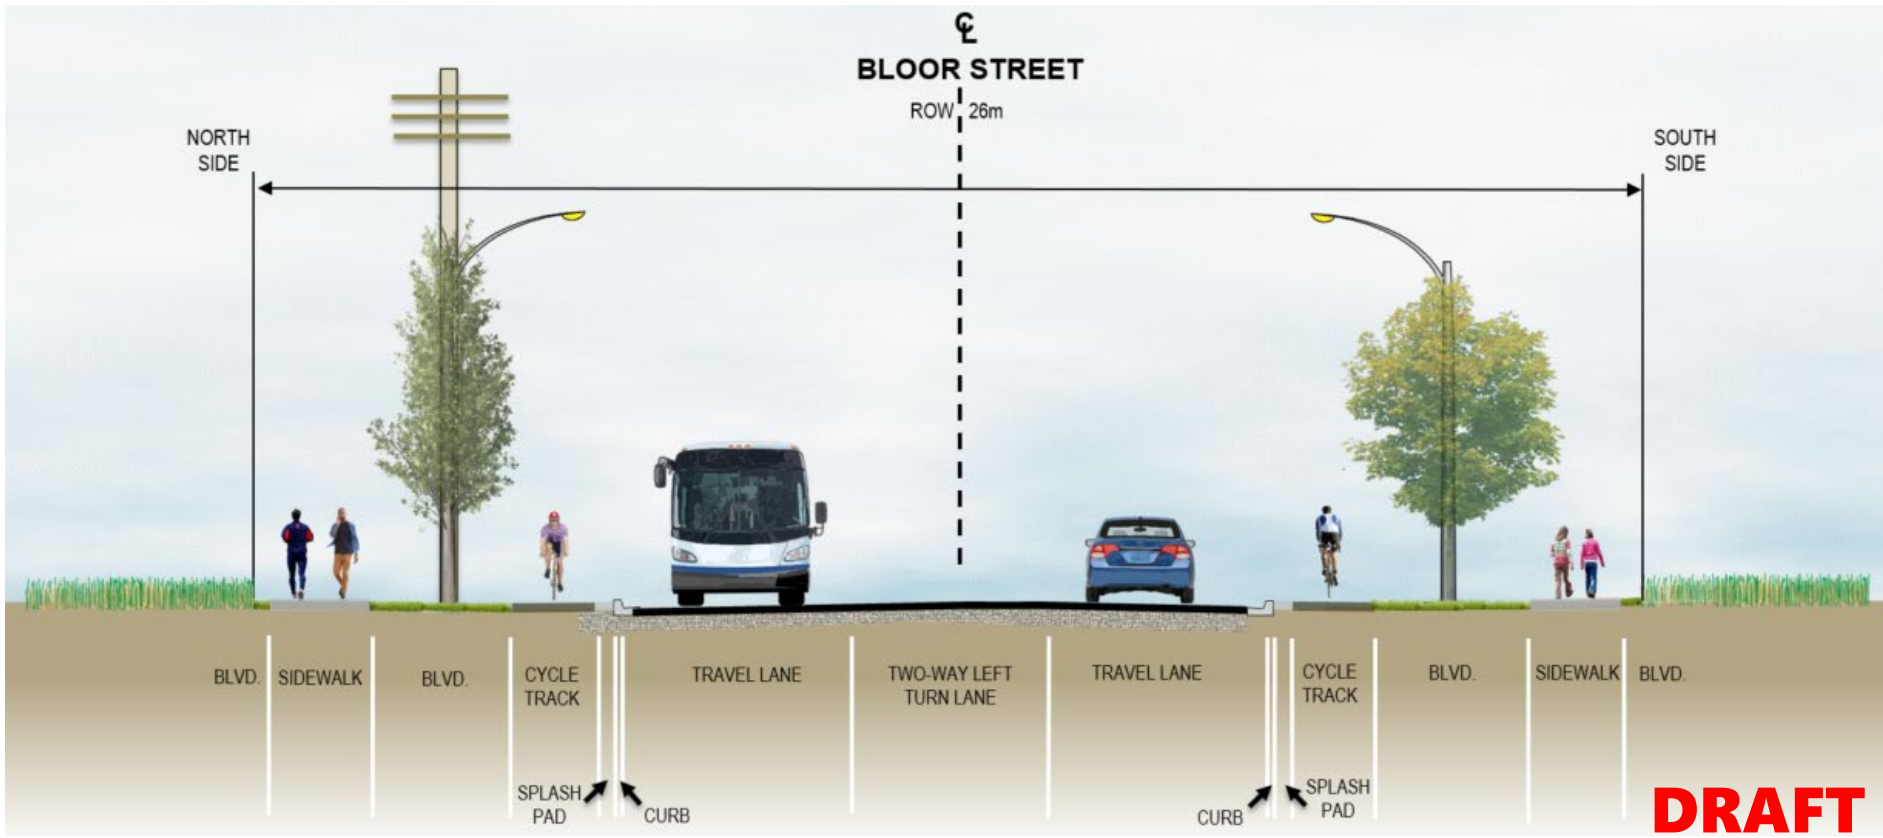 ℄
BLOOR STREET
ROW 26m
NORTH
SIDE
SOUTH
SIDE
BLVD.
SIDEWALK
BLVD.
CYCLE
TRACK
TRAVEL LANE
TWO-WAY LEFT
TURN LANE
TRAVEL LANE
CYCLE
TRACK
BLVD.
SIDEWALK
BLVD.
SPLASH
PAD
CURB
CURB
SPLASH
PAD
DRAFT